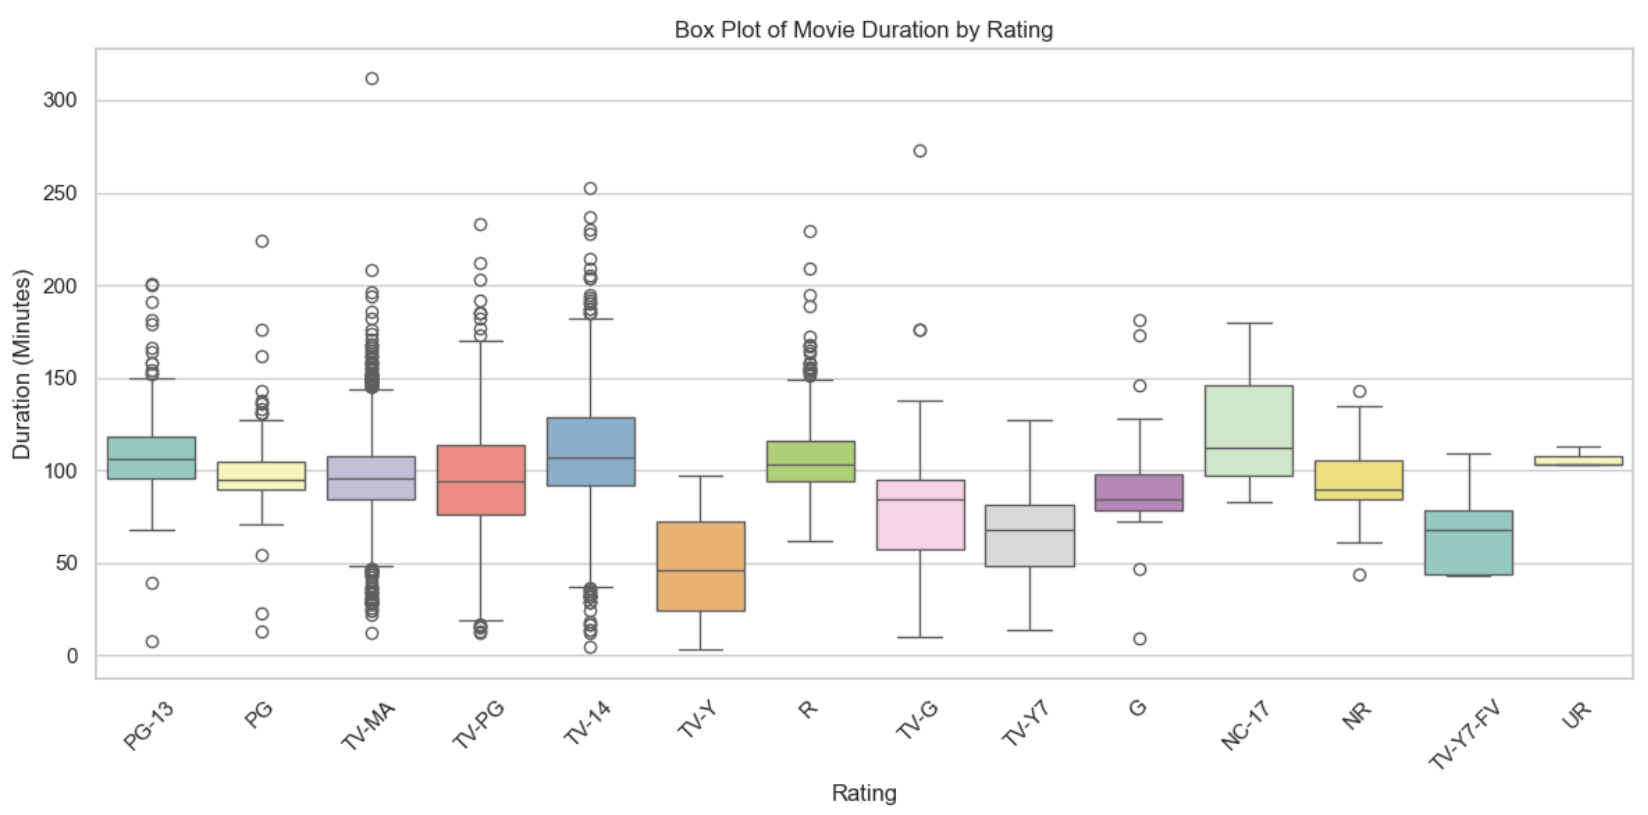 Box Plot of Movie Duration by Rating
Duration (Minutes)
300
250
200
150
100
50
0
PG-13
PG
TV-MA
TV-PG
TV-14
TV-Y
R
TV-G
TV-Y7
G
NC-17
NR
TV-Y7-FV
UR
Rating